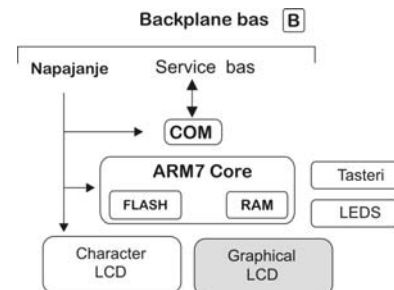 Backplane bas B
Napajanje
Service bas
COM
ARM7 Core
FLASH
RAM
Tasteri
LEDS
Character
LCD
Graphical
LCD